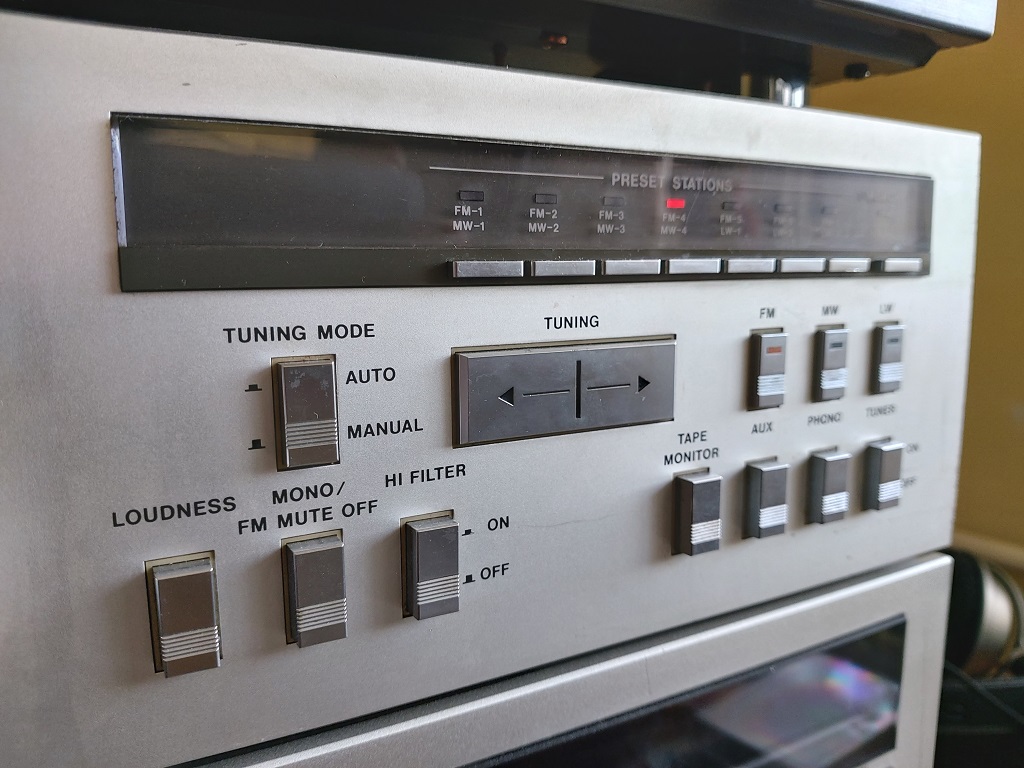 PRESET STATIONS
FM-1 FM-2 FM-3 FM-4 FM-5
MW-1 MW-2 MW-3 MW-4 LW-1
TUNING MODE
AUTO
MANUAL
TUNING
FM MW LW
TAPE
MONITOR
AUX PHONO TUNER
ON
OFF
LOUDNESS
MONO/
FM MUTE OFF
HI FILTER
ON
OFF